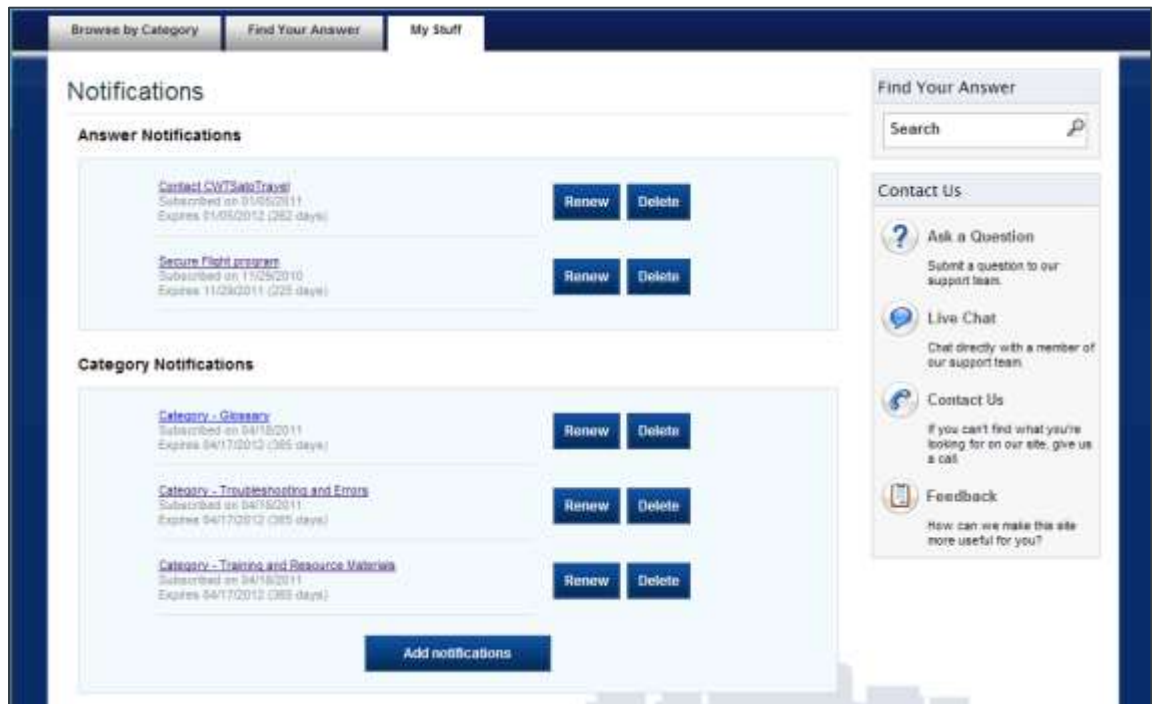 Browse by Category
Find Your Answer
My Stuff
Notifications
Answer Notifications
Contact CWTSatoTravel
Subscribed on 01/05/2011
Expires 01/05/2012 (262 days)
Renew
Delete
Secure Flight program
Subscribed on 11/29/2010
Expires 11/29/2011 (225 days)
Renew
Delete
Category Notifications
Category - Glossary
Subscribed on 04/18/2011
Expires 04/17/2012 (365 days)
Renew
Delete
Category - Troubleshooting and Errors
Subscribed on 04/18/2011
Expires 04/17/2012 (365 days)
Renew
Delete
Category - Training and Resource Materials
Subscribed on 04/18/2011
Expires 04/17/2012 (365 days)
Renew
Delete
Add notifications
Find Your Answer
Search
Contact Us
Ask a Question
Submit a question to our
support team.
Live Chat
Chat directly with a member of
our support team.
Contact Us
If you can't find what you're
looking for on our site, give us
a call.
Feedback
How can we make this site
more useful for you?